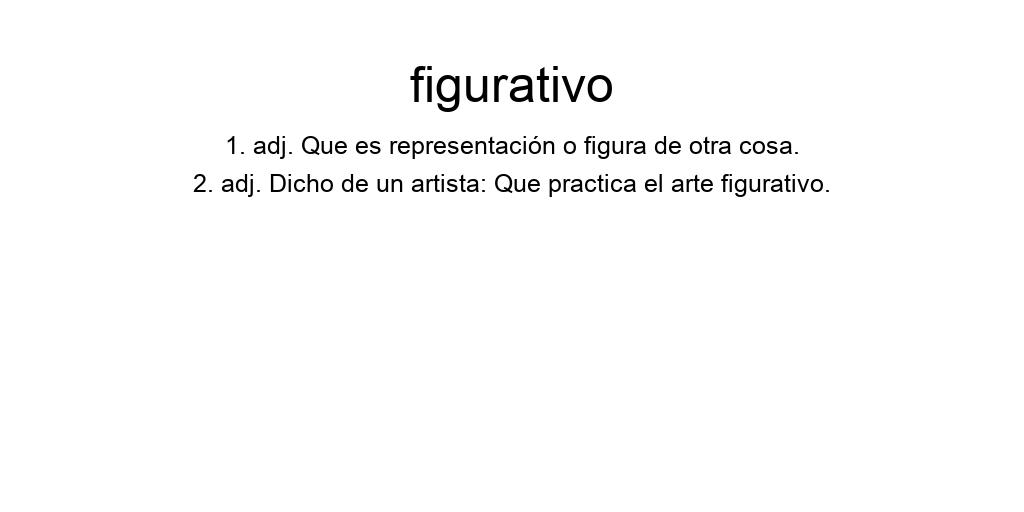 figurativo
1. adj. Que es representación o figura de otra cosa.
2. adj. Dicho de un artista: Que practica el arte figurativo.